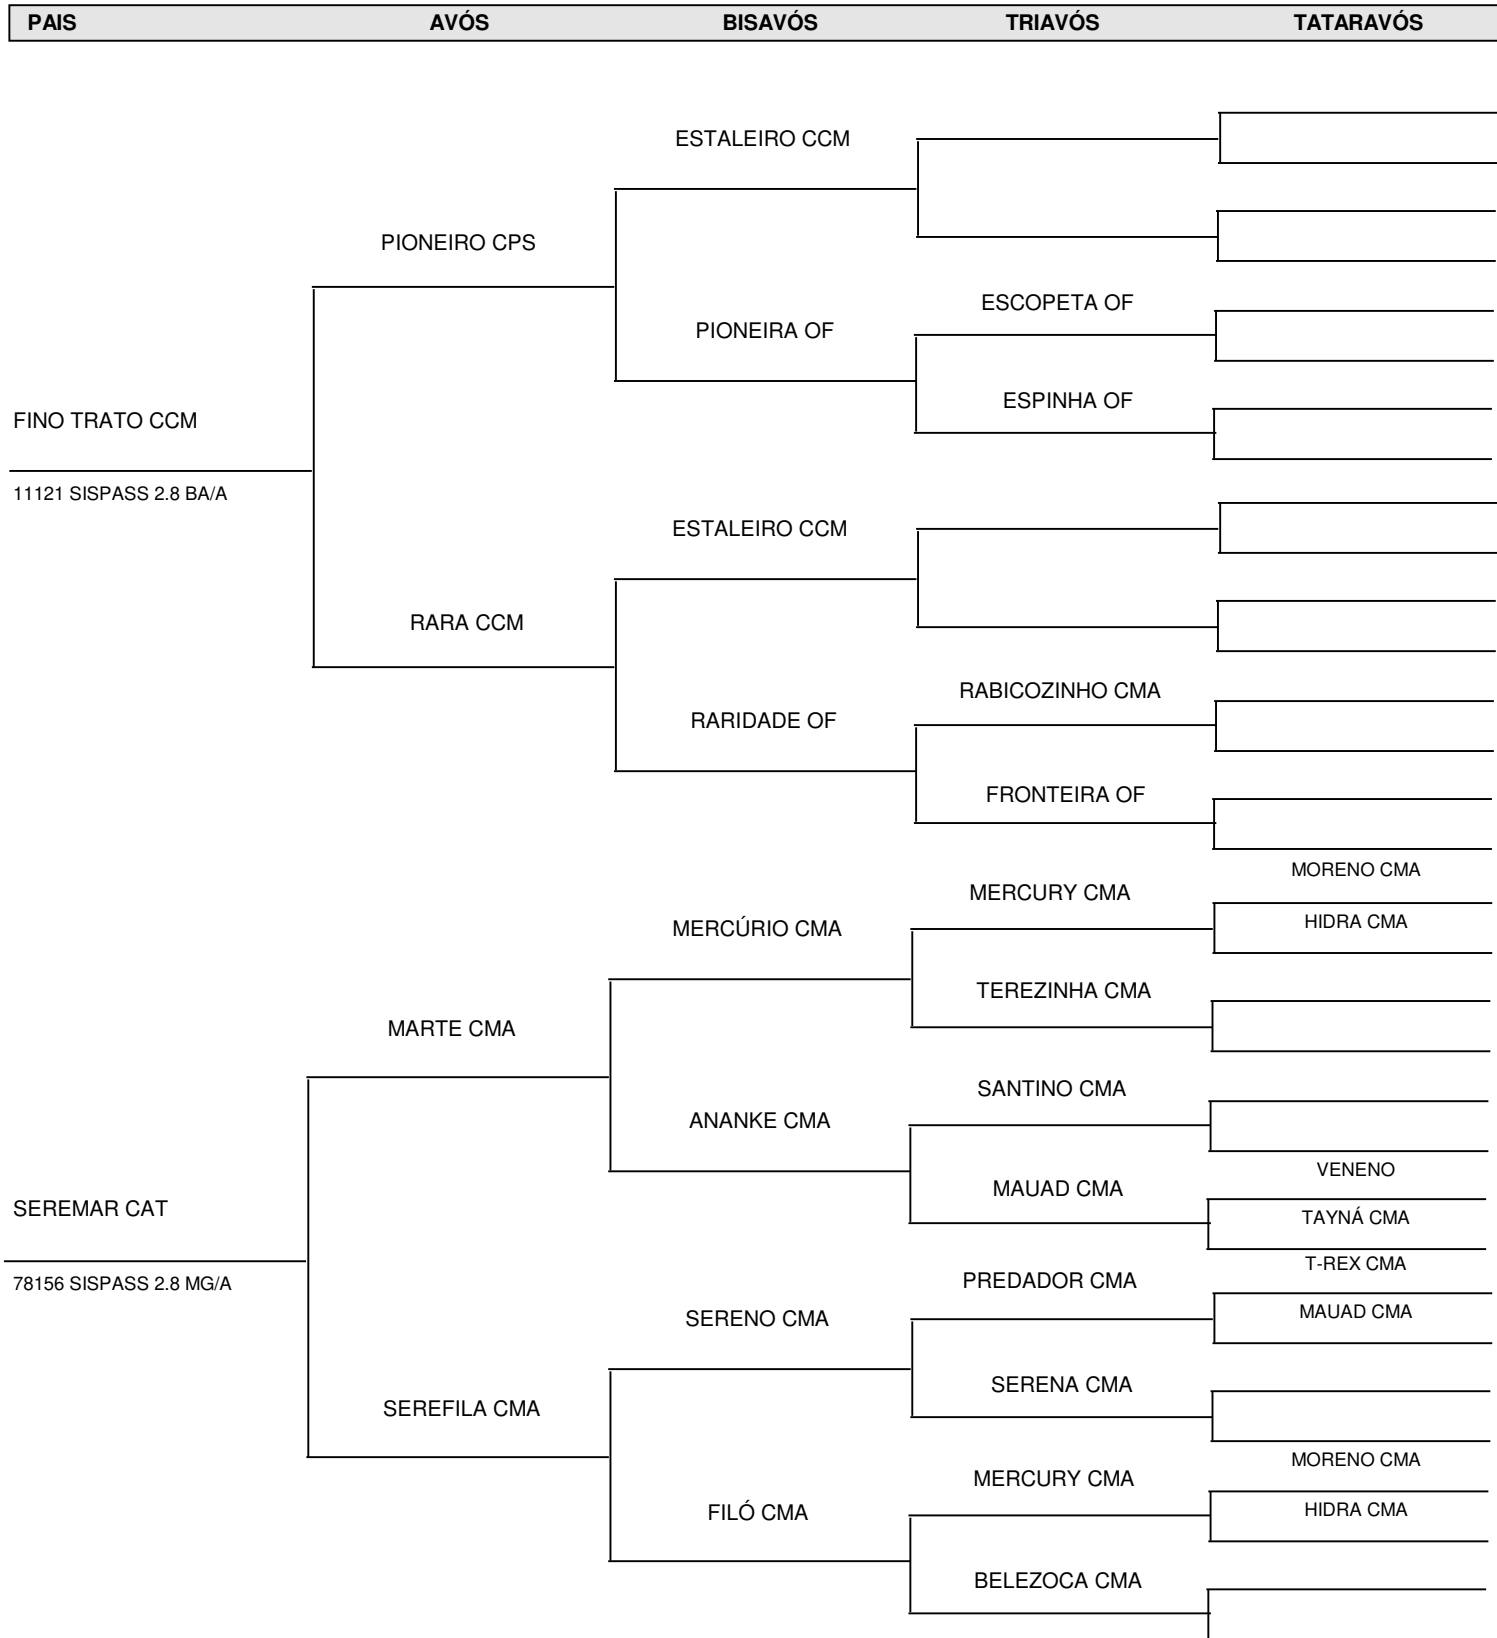 PAIS AVÓS BISAVÓS TRIAVÓS TATARAVÓS
ESTALEIRO CCM
PIONEIRO CPS
ESCOPETA OF
PIONEIRA OF
ESPINHA OF
FINO TRATO CCM
11121 SISPASS 2.8 BA/A
ESTALEIRO CCM
RARA CCM
RABICOZINHO CMA
RARIDADE OF
FRONTEIRA OF
MORENO CMA
MERCURY CMA
HIDRA CMA
MERCÚRIO CMA
TEREZINHA CMA
MARTE CMA
SANTINO CMA
ANANKE CMA
VENENO
MAUAD CMA
SEREMAR CAT
TAYNÁ CMA
T-REX CMA
78156 SISPASS 2.8 MG/A
PREDADOR CMA
MAUAD CMA
SERENO CMA
SERENA CMA
SEREFILA CMA
MORENO CMA
MERCURY CMA
HIDRA CMA
FILÓ CMA
BELEZOCA CMA